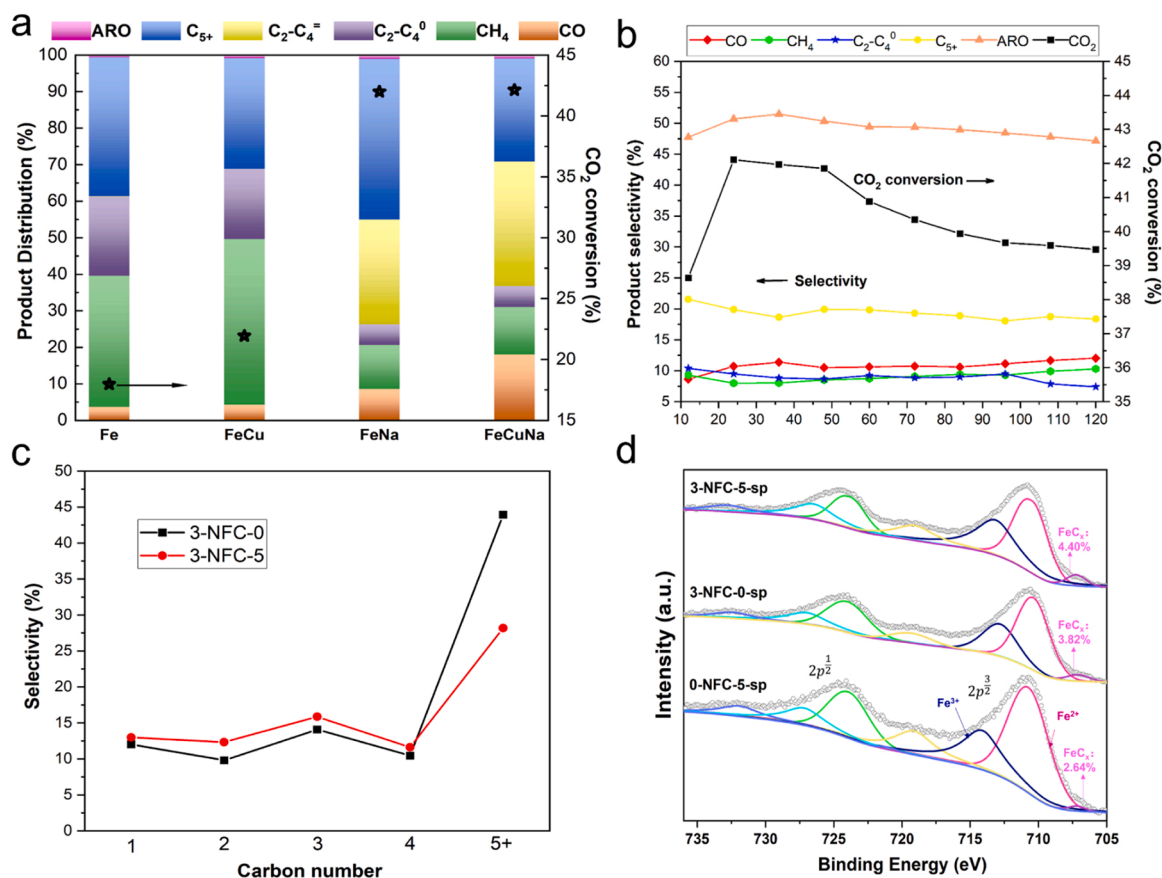 a
ARO C₅₊ C₂-C₄⁼ C₂-C₄⁰ CH₄ CO
Product Distribution (%)
100
90
80
70
60
50
40
30
20
10
0
45
40
35
30
25
20
15
CO₂ conversion (%)
Fe FeCu FeNa FeCuNa
b
CO CH₄ C₂-C₄⁰ C₅₊ ARO CO₂
Product selectivity (%)
60
55
50
45
40
35
30
25
20
15
10
5
45
44
43
42
41
40
39
38
37
36
35
CO₂ conversion (%)
CO₂ conversion
Selectivity
10 20 30 40 50 60 70 80 90 100 110 120
c
Selectivity (%)
50
45
40
35
30
25
20
15
10
5
0
3-NFC-0
3-NFC-5
1 2 3 4 5+
Carbon number
d
Intensity (a.u.)
3-NFC-5-sp
FeCₓ:
4.40%
3-NFC-0-sp
FeCₓ:
3.82%
2p½
2p3/2
0-NFC-5-sp
Fe³⁺
Fe²⁺
FeCₓ:
2.64%
735 730 725 720 715 710 705
Binding Energy (eV)